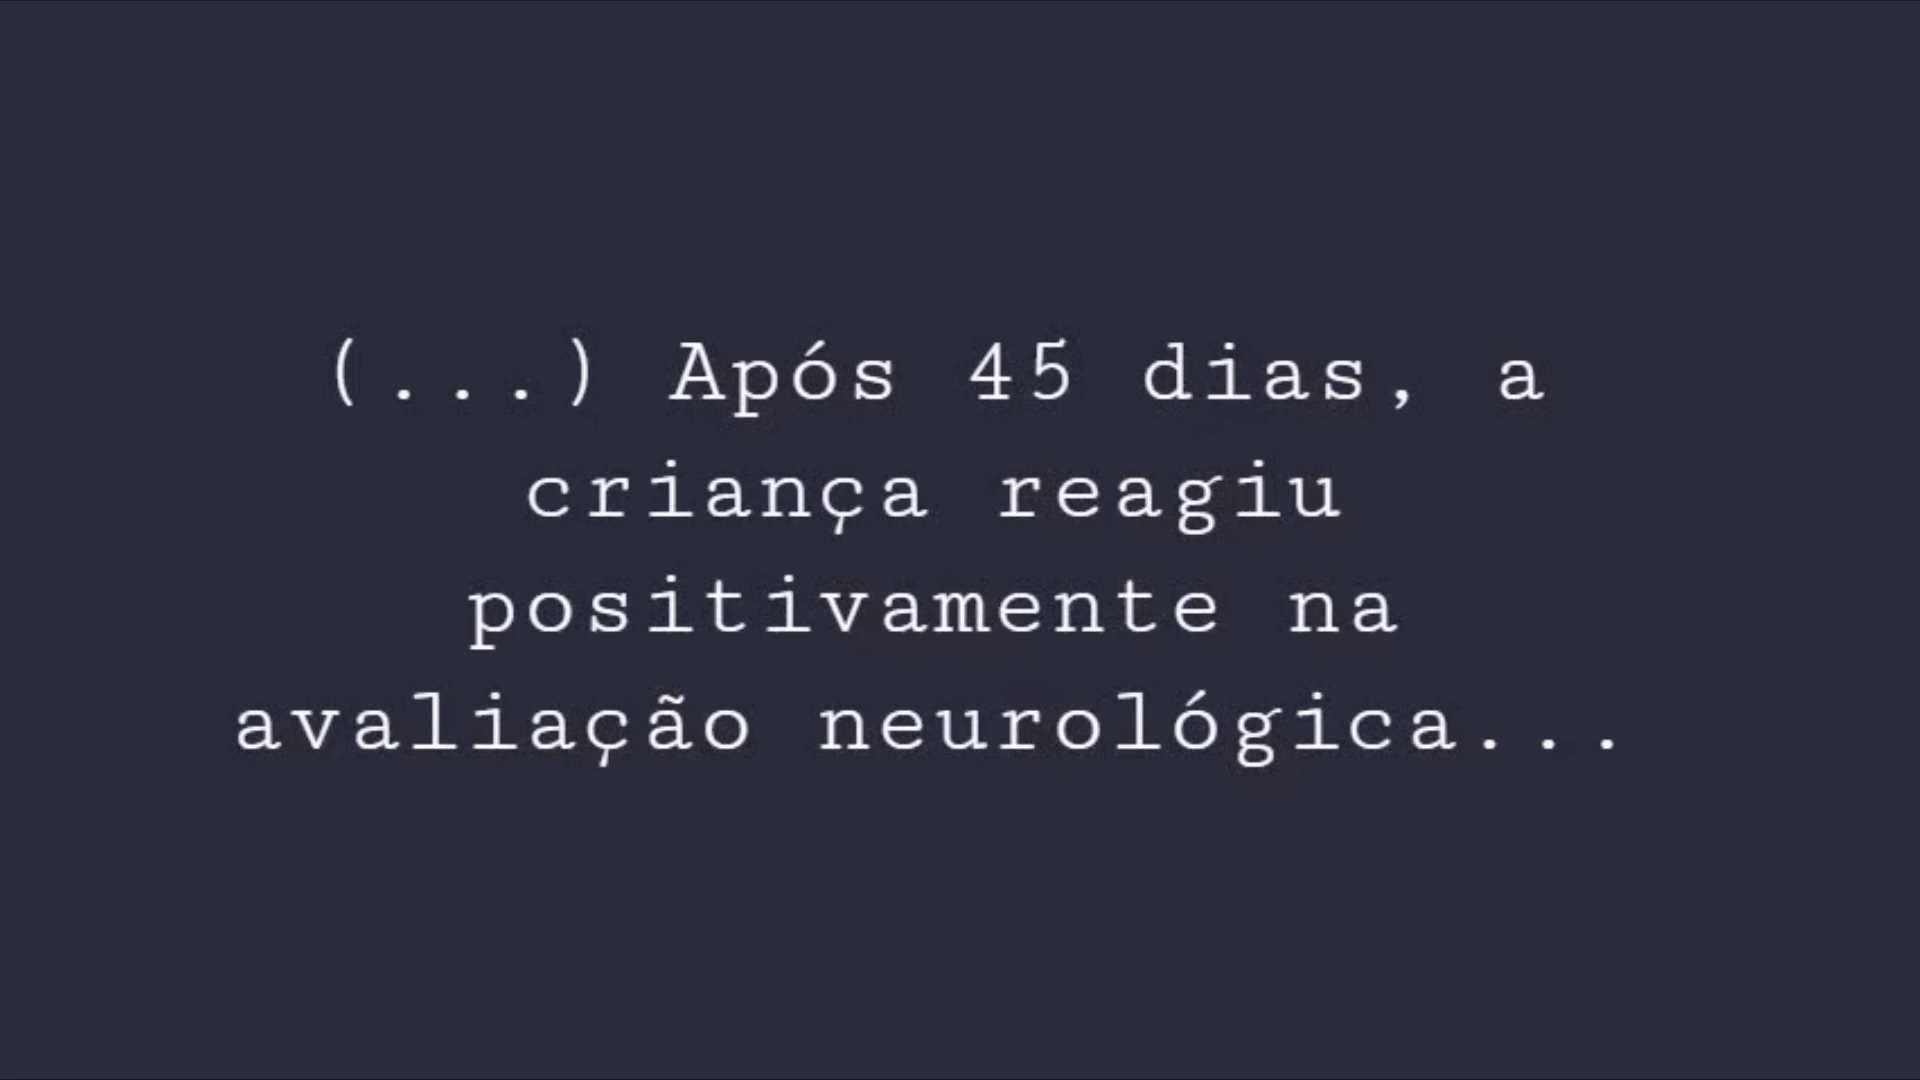 (...) Após 45 dias, a
criança reagiu
positivamente na
avaliação neurológica...